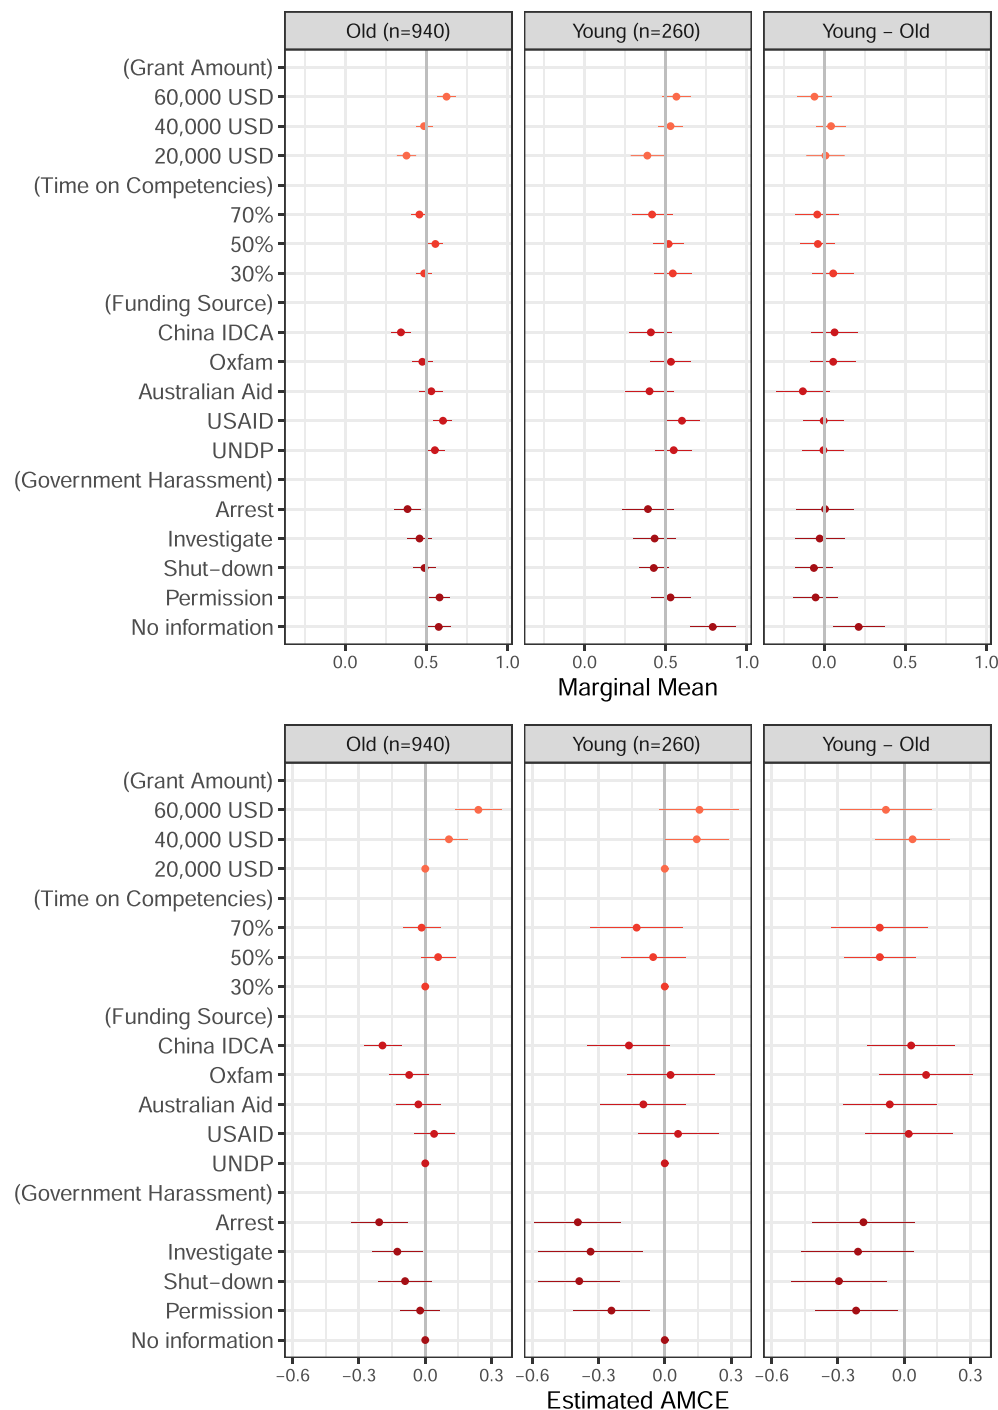 Old (n=940) Young (n=260) Young − Old
(Grant Amount)
60,000 USD
40,000 USD
20,000 USD
(Time on Competencies)
70%
50%
30%
(Funding Source)
China IDCA
Oxfam
Australian Aid
USAID
UNDP
(Government Harassment)
Arrest
Investigate
Shut−down
Permission
No information
0.0 0.5 1.0 0.0 0.5 1.0 0.0 0.5 1.0
Marginal Mean
Old (n=940) Young (n=260) Young − Old
(Grant Amount)
60,000 USD
40,000 USD
20,000 USD
(Time on Competencies)
70%
50%
30%
(Funding Source)
China IDCA
Oxfam
Australian Aid
USAID
UNDP
(Government Harassment)
Arrest
Investigate
Shut−down
Permission
No information
−0.6 −0.3 0.0 0.3 −0.6 −0.3 0.0 0.3 −0.6 −0.3 0.0 0.3
Estimated AMCE